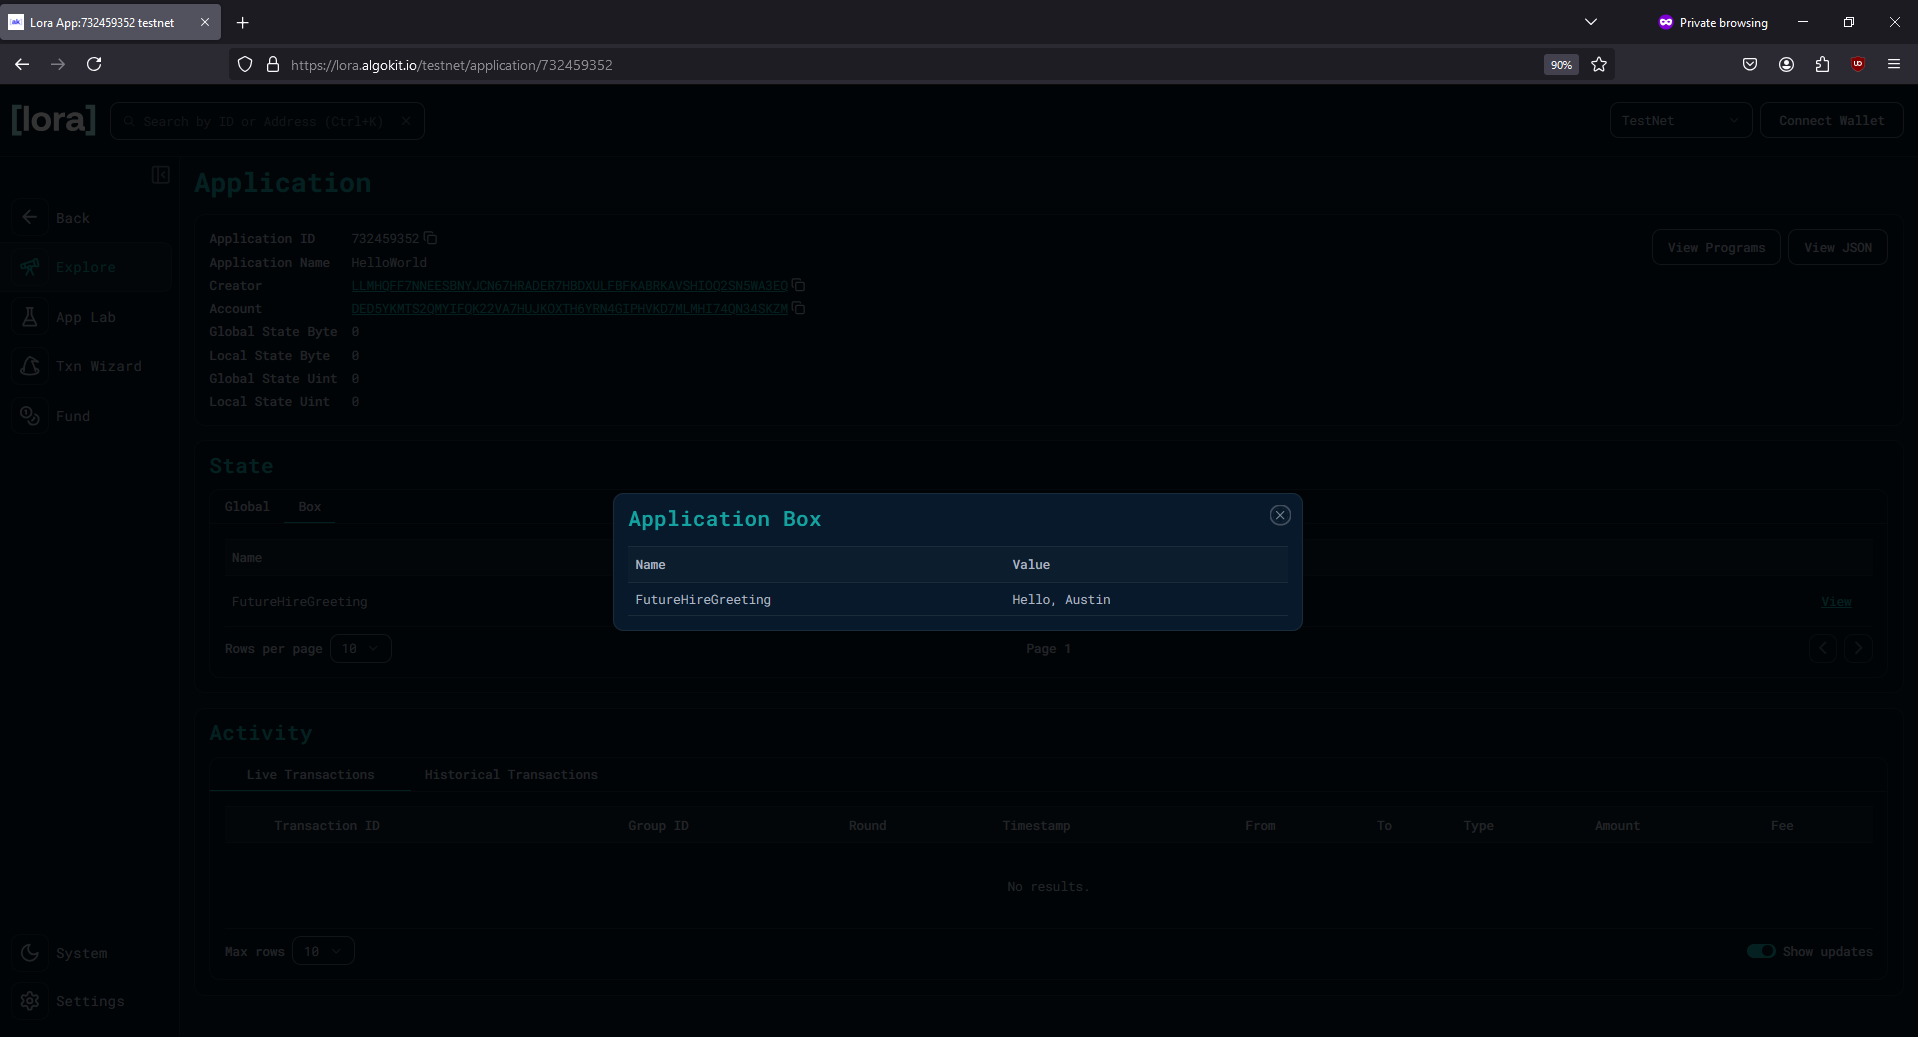 Lora App:732459352 testnet
Private browsing
https://lora.algokit.io/testnet/application/732459352
90%
[lora]
Search by ID or Address (Ctrl+K)
TestNet
Connect Wallet
Application
Back
Explore
App Lab
Txn Wizard
Fund
Application ID 732459352
View Programs
View JSON
Application Name HelloWorld
Creator
Account
Global State Byte 0
Local State Byte 0
Global State Uint 0
Local State Uint 0
State
Global Box
Name
FutureHireGreeting
View
Rows per page 10
Page 1
Application Box
Name Value
FutureHireGreeting Hello, Austin
Activity
Live Transactions Historical Transactions
Transaction ID Group ID Round Timestamp From To Type Amount Fee
No results.
Max rows 10
Show updates
System
Settings